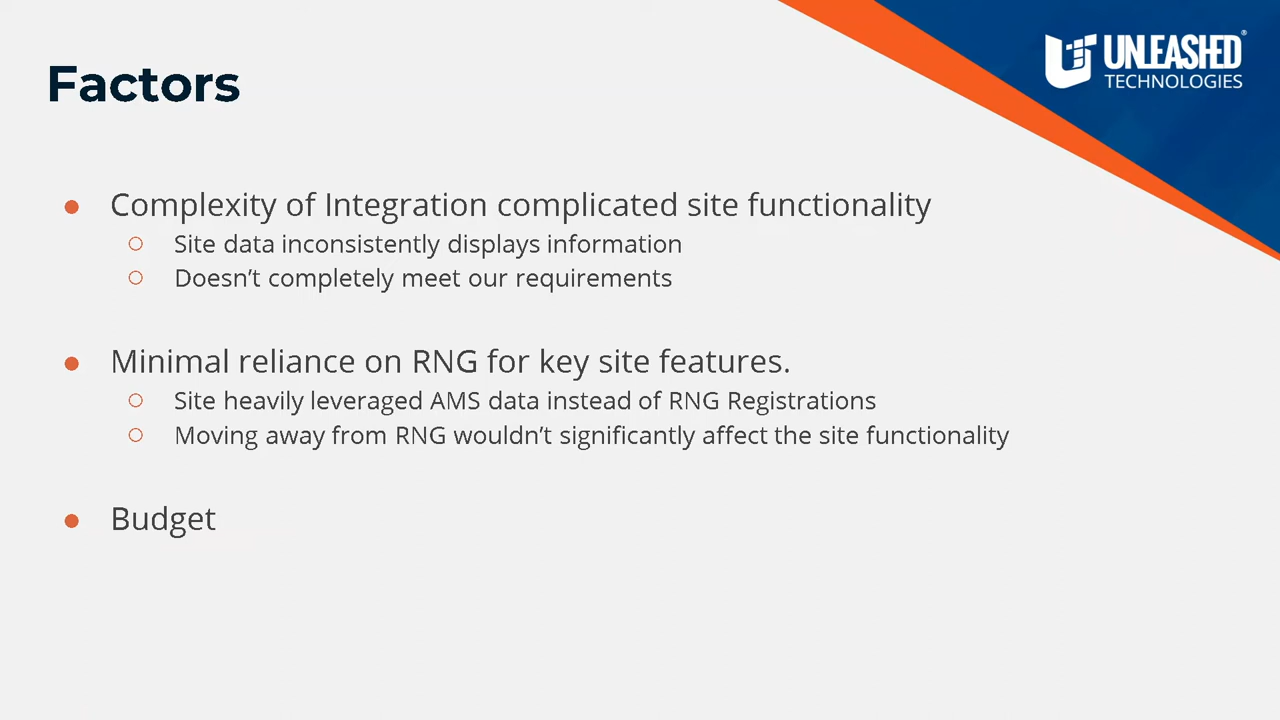 UNLEASHED®
TECHNOLOGIES
Factors
● Complexity of Integration complicated site functionality
○ Site data inconsistently displays information
○ Doesn’t completely meet our requirements
● Minimal reliance on RNG for key site features.
○ Site heavily leveraged AMS data instead of RNG Registrations
○ Moving away from RNG wouldn’t significantly affect the site functionality
● Budget